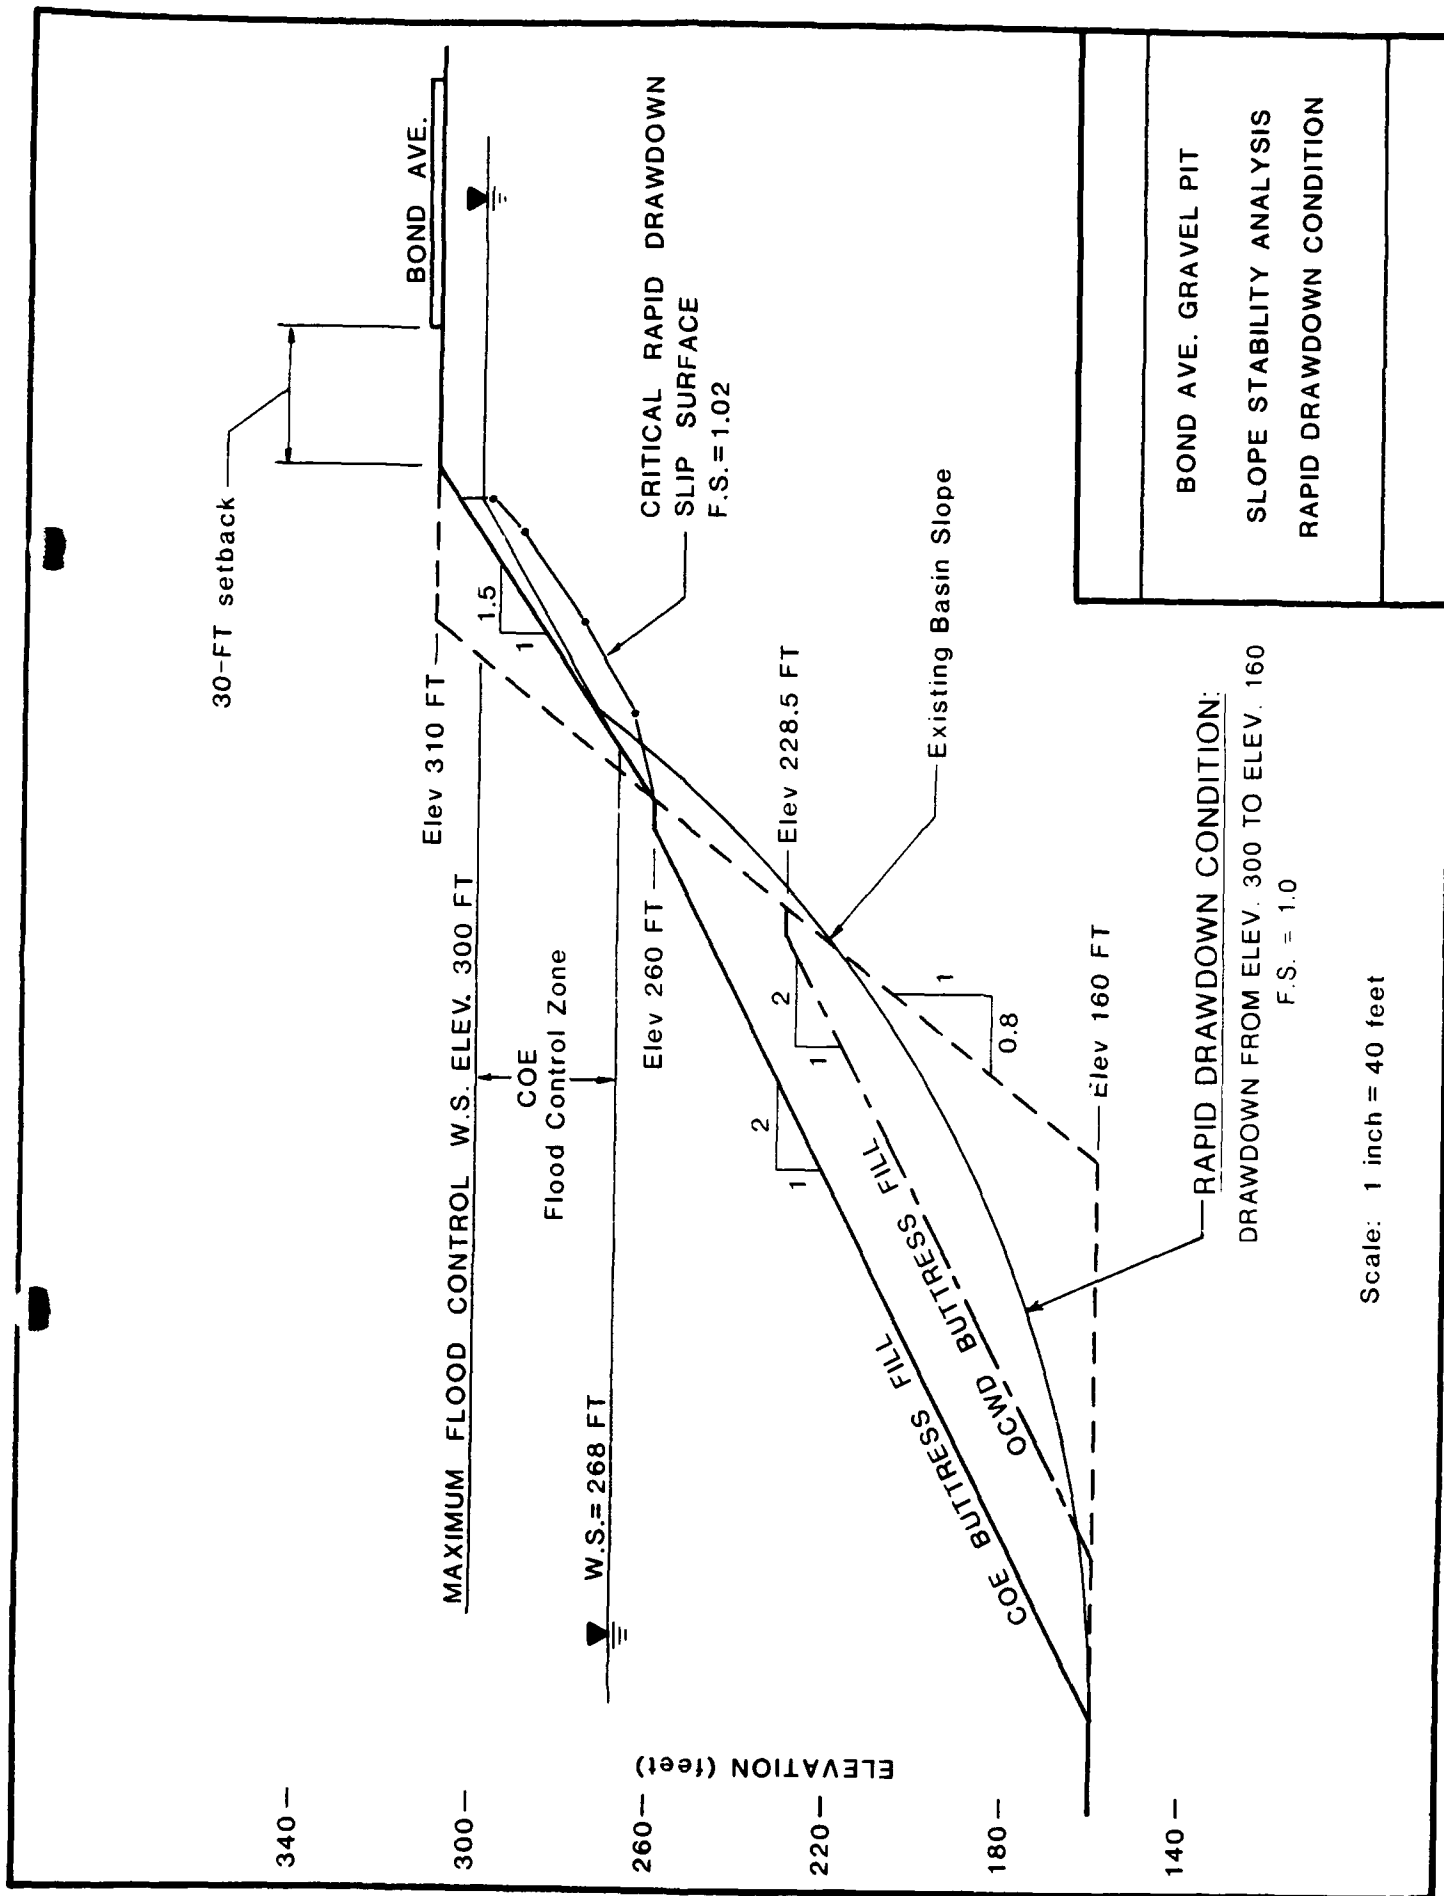 30-FT setback
BOND AVE.
Elev 310 FT
MAXIMUM FLOOD CONTROL W.S. ELEV. 300 FT
1.5
1
CRITICAL RAPID DRAWDOWN
SLIP SURFACE
F.S.=1.02
COE
Flood Control Zone
W.S.= 268 FT
Elev 260 FT
Elev 228.5 FT
Existing Basin Slope
2
1
2
1
1
0.8
COE BUTTRESS FILL
OCWD BUTTRESS FILL
Elev 160 FT
RAPID DRAWDOWN CONDITION:
DRAWDOWN FROM ELEV. 300 TO ELEV. 160
F.S. = 1.0
Scale: 1 inch = 40 feet
ELEVATION (feet)
340
300
260
220
180
140
BOND AVE. GRAVEL PIT
SLOPE STABILITY ANALYSIS
RAPID DRAWDOWN CONDITION